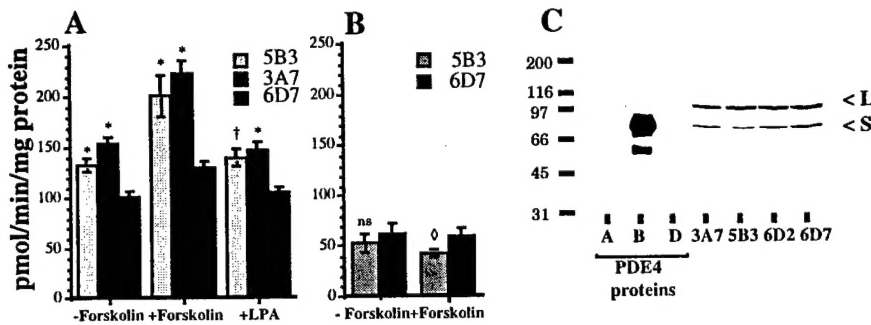 A
B
C
pmol/min/mg protein
250
200
150
100
50
0
5B3
3A7
6D7
* * * * † *
-Forskolin +Forskolin +LPA
250
200
150
100
50
0
5B3
6D7
ns ◊
- Forskolin +Forskolin
200
116
97
66
45
31
< L
< S
A B D 3A7 5B3 6D2 6D7
PDE4
proteins